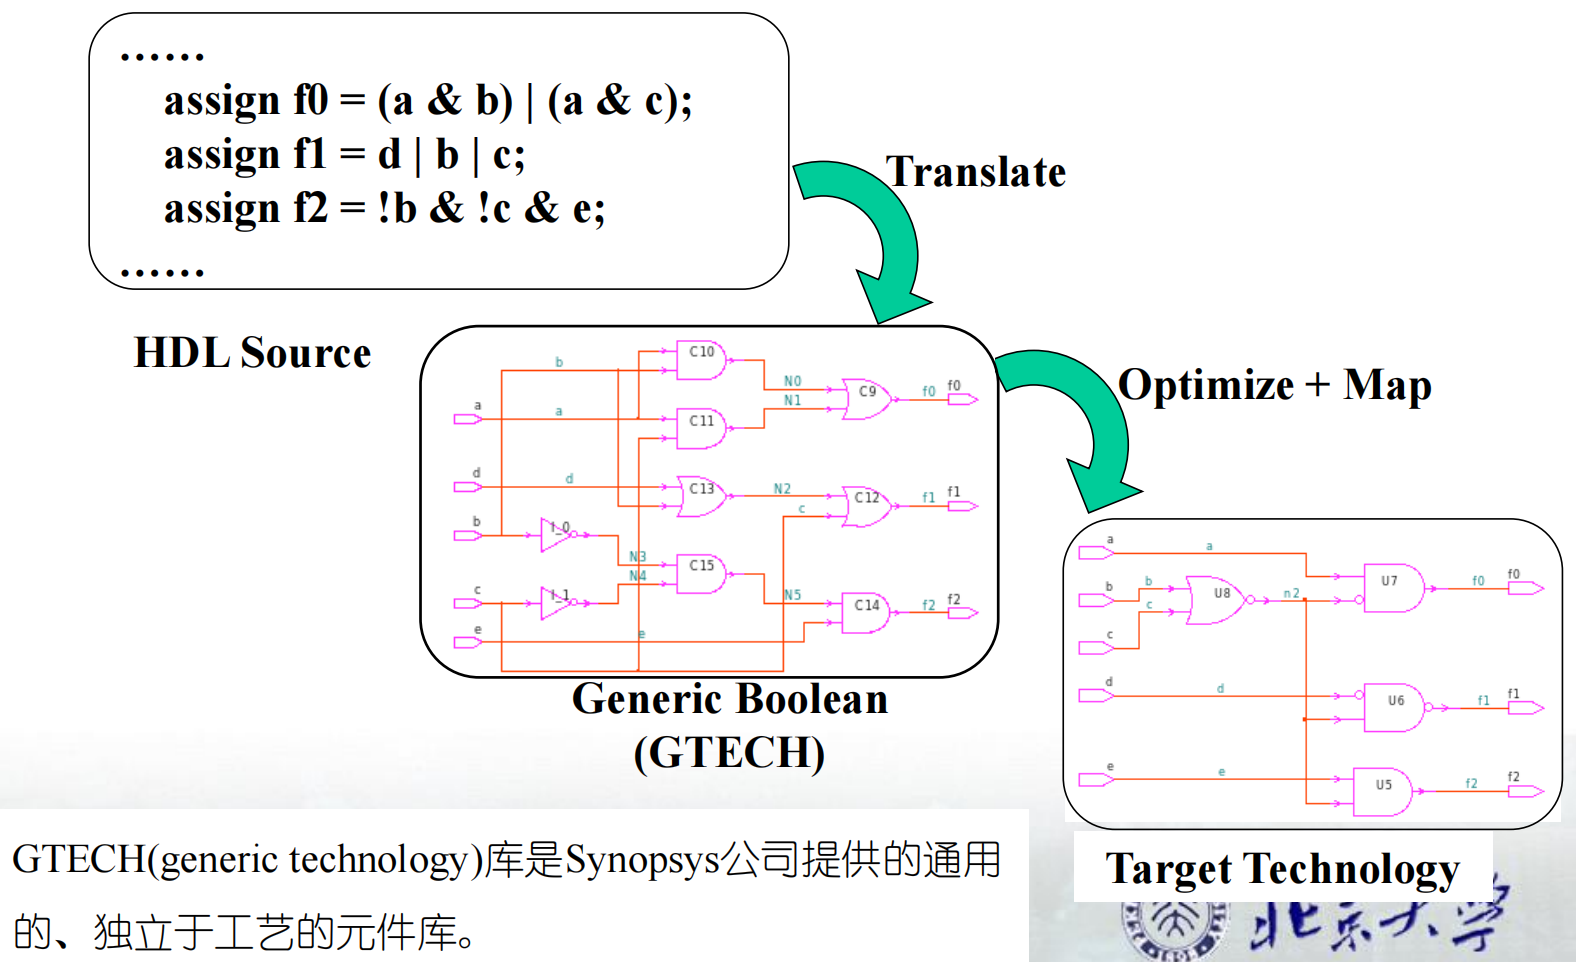 ......
assign f0 = (a & b) | (a & c);
assign f1 = d | b | c;
assign f2 = !b & !c & e;
......
Translate
HDL Source
Optimize + Map
b
C10
N0
N1
C9
f0
f0
a
a
C11
d
d
C13
N2
c
C12
f1
f1
b
I_0
N3
N4
C15
c
I_1
N5
C14
f2
f2
e
e
Generic Boolean
(GTECH)
a
a
U7
f0
f0
b
b
c
U8
n2
c
d
d
U6
f1
f1
e
e
U5
f2
f2
Target Technology
GTECH(generic technology)库是Synopsys公司提供的通用
的、独立于工艺的元件库。
北京大学